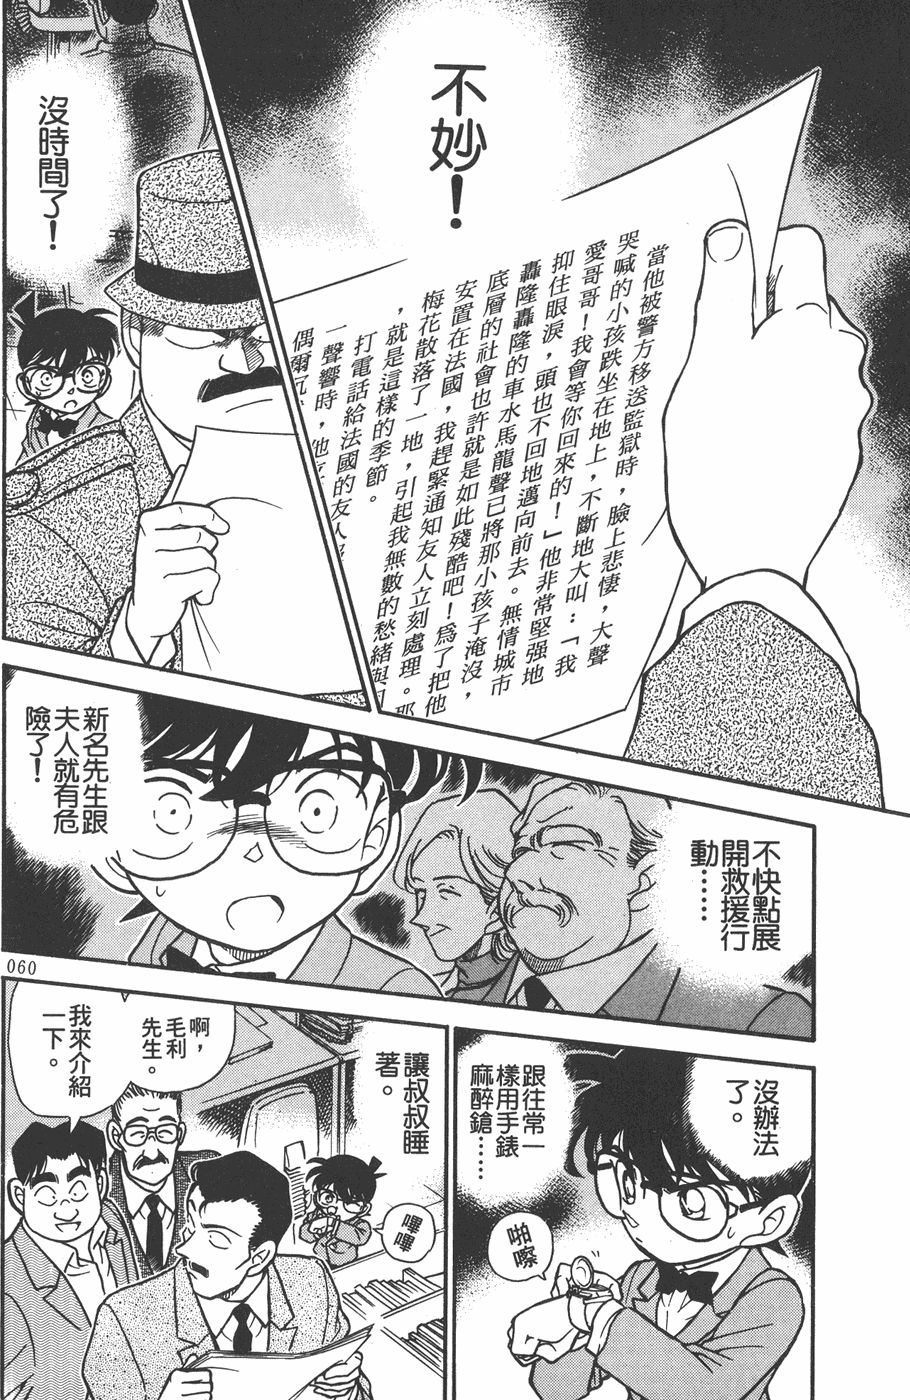 不妙！
當他被警方移送監獄時，臉上悲悽，大聲
哭喊的小孩跌坐在地上，不斷地大叫：「我
愛哥哥！我會等你回來的！」他非常堅强地
抑住眼淚，頭也不回地邁向前去。無情城市
轟隆轟隆的車水馬龍聲已將那小孩子淹沒，
底層的社會也許就是如此殘酷吧！爲了把他
安置在法國，我趕緊通知友人立刻處理。那
梅花散落了一地，引起我無數的愁緒與
，就是這樣的季節。
打電話給法國的友人
一聲響時，他
偶爾
沒時間了！
不快點展
開救援行
動……
新名先生跟
夫人就有危
險了！
060
沒辦法
了。
跟往常一
樣用手錶
麻醉鎗……
啪嚓
讓叔叔睡
著。
嗶嗶
啊，
毛利
先生。
我來介紹
一下。